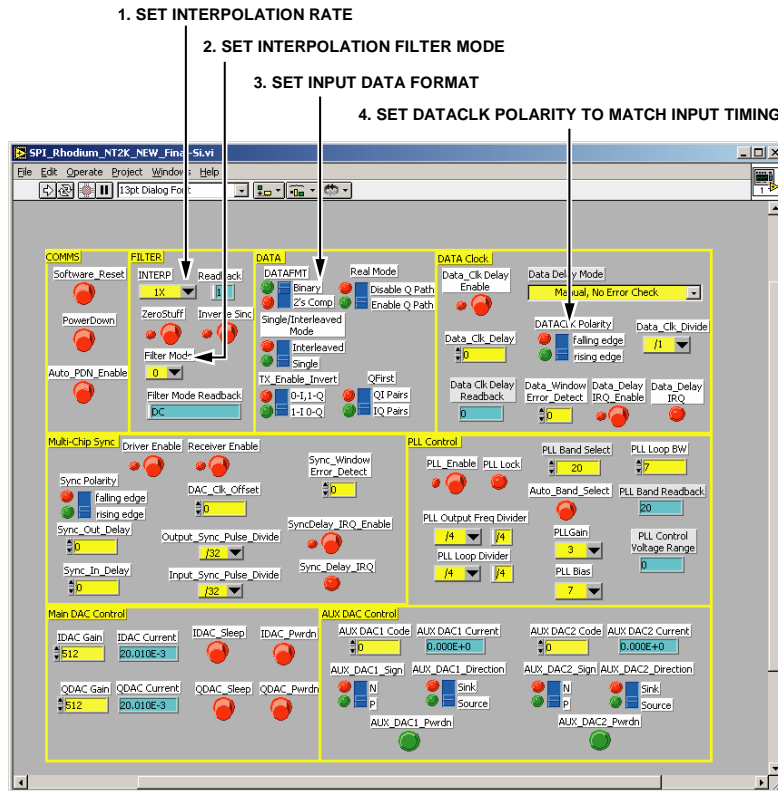 1. SET INTERPOLATION RATE
2. SET INTERPOLATION FILTER MODE
3. SET INPUT DATA FORMAT
4. SET DATACLK POLARITY TO MATCH INPUT TIMING
SPI_Rhodium_NT2K_NEW_Final-Si.vi
File Edit Operate Project Windows Help
13pt Dialog Font
1
COMMS
Software_Reset
PowerDown
Auto_PDN_Enable
FILTER
INTERP Readback
1X
ZeroStuff Inverse Sinc
Filter Mode
0
Filter Mode Readback
DC
DATA
DATAFMT Real Mode
Binary Disable Q Path
2's Comp Enable Q Path
Single/Interleaved
Mode
Interleaved
Single
TX_Enable_Invert QFirst
0-I,1-Q QI Pairs
1-I 0-Q IQ Pairs
DATA Clock
Data_Clk Delay
Enable
Data Delay Mode
Manual, No Error Check
Data_Clk_Delay
0
DATACLK Polarity
falling edge
rising edge
Data_Clk_Divide
/1
Data Clk Delay
Readback
0
Data_Window
Error_Detect
0
Data_Delay
IRQ_Enable
Data_Delay
IRQ
Multi-Chip Sync
Driver Enable Receiver Enable
Sync Polarity
falling edge
rising edge
DAC_Clk_Offset
0
Sync_Window
Error_Detect
0
Sync_Out_Delay
0
Output_Sync_Pulse_Divide
/32
SyncDelay_IRQ_Enable
Sync_In_Delay
0
Input_Sync_Pulse_Divide
/32
Sync_Delay_IRQ
PLL Control
PLL_Enable PLL Lock
PLL Band Select
20
PLL Loop BW
7
Auto_Band_Select
PLL Band Readback
20
PLL Output Freq Divider
/4 /4
PLL Loop Divider
/4 /4
PLLGain
3
PLL Bias
7
PLL Control
Voltage Range
0
Main DAC Control
IDAC Gain IDAC Current IDAC_Sleep IDAC_Pwrdn
512 20.010E-3
QDAC Gain QDAC Current QDAC_Sleep QDAC_Pwrdn
512 20.010E-3
AUX DAC Control
AUX DAC1 Code AUX DAC1 Current AUX DAC2 Code AUX DAC2 Current
0 0.000E+0 0 0.000E+0
AUX_DAC1_Sign AUX_DAC1_Direction AUX_DAC2_Sign AUX_DAC2_Direction
N Sink N Sink
P Source P Source
AUX_DAC1_Pwrdn AUX_DAC2_Pwrdn